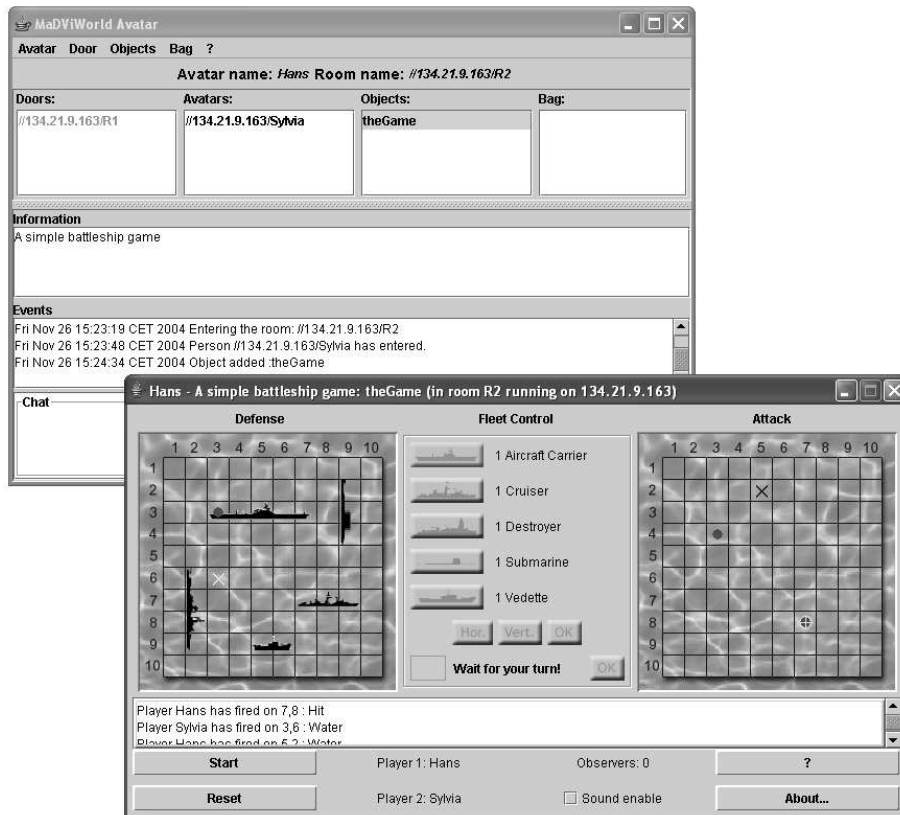 MaDViWorld Avatar
Avatar Door Objects Bag ?
Avatar name: Hans Room name: //134.21.9.163/R2
Doors: Avatars: Objects: Bag:
//134.21.9.163/R1 //134.21.9.163/Sylvia theGame
Information
A simple battleship game
Events
Fri Nov 26 15:23:19 CET 2004 Entering the room: //134.21.9.163/R2
Fri Nov 26 15:23:48 CET 2004 Person //134.21.9.163/Sylvia has entered.
Fri Nov 26 15:24:34 CET 2004 Object added :theGame
Chat
Hans - A simple battleship game: theGame (in room R2 running on 134.21.9.163)
Defense Fleet Control Attack
1 2 3 4 5 6 7 8 9 10 1 2 3 4 5 6 7 8 9 10
1 1 Aircraft Carrier 1
2 1 Cruiser 2
3 3
4 1 Destroyer 4
5 1 Submarine 5
6 6
7 1 Vedette 7
8 Hor. Vert. OK 8
9 9
10 Wait for your turn! OK 10
Player Hans has fired on 7,8 : Hit
Player Sylvia has fired on 3,6 : Water
Player Hans has fired on 5,2 : Water
Start Player 1: Hans Observers: 0 ?
Reset Player 2: Sylvia Sound enable About...